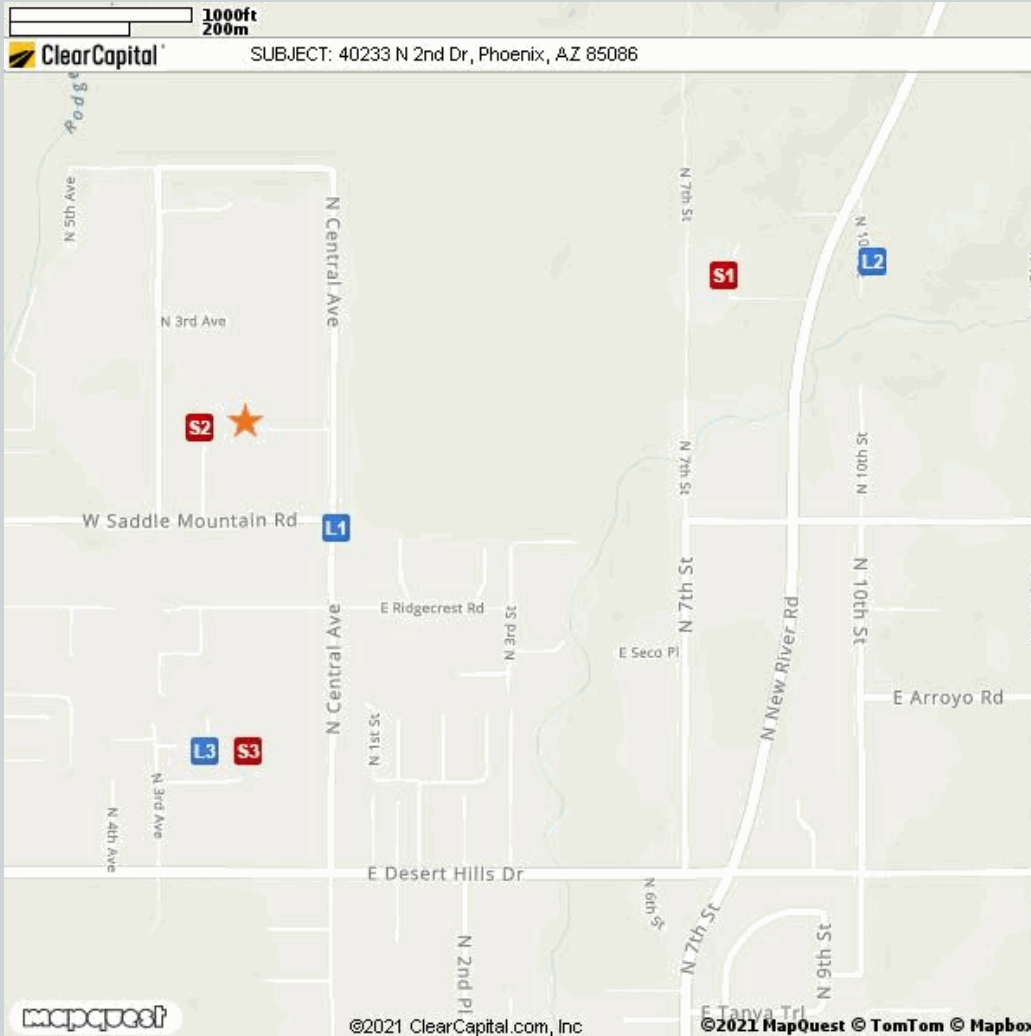 1000ft
200m
ClearCapital
SUBJECT: 40233 N 2nd Dr, Phoenix, AZ 85086
N 5th Ave
N Central Ave
N 7th St
S1
L2
N 3rd Ave
S2
N 7th St
N 10th St
W Saddle Mountain Rd
L1
N 7th St
N 10th St
E Ridgecrest Rd
N 3rd St
N Central Ave
E Seco Pl
N New River Rd
E Arroyo Rd
N 1st St
L3
S3
N 3rd Ave
N 4th Ave
E Desert Hills Dr
N 6th St
N 7th St
N 2nd Pl
N 9th St
E Tanya Trl
mapquest
©2021 ClearCapital.com, Inc
©2021 MapQuest © TomTom © Mapbo